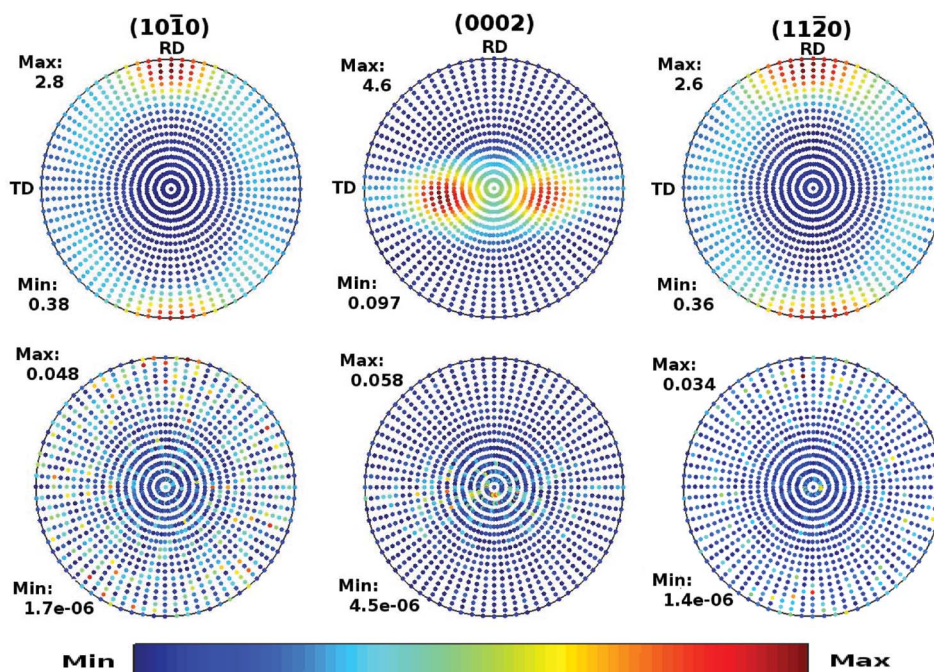 (101̅0)
(0002)
(112̅0)
RD
RD
RD
Max:
2.8
Max:
4.6
Max:
2.6
TD
TD
TD
Min:
0.38
Min:
0.097
Min:
0.36
Max:
0.048
Max:
0.058
Max:
0.034
Min:
1.7e-06
Min:
4.5e-06
Min:
1.4e-06
Min
Max